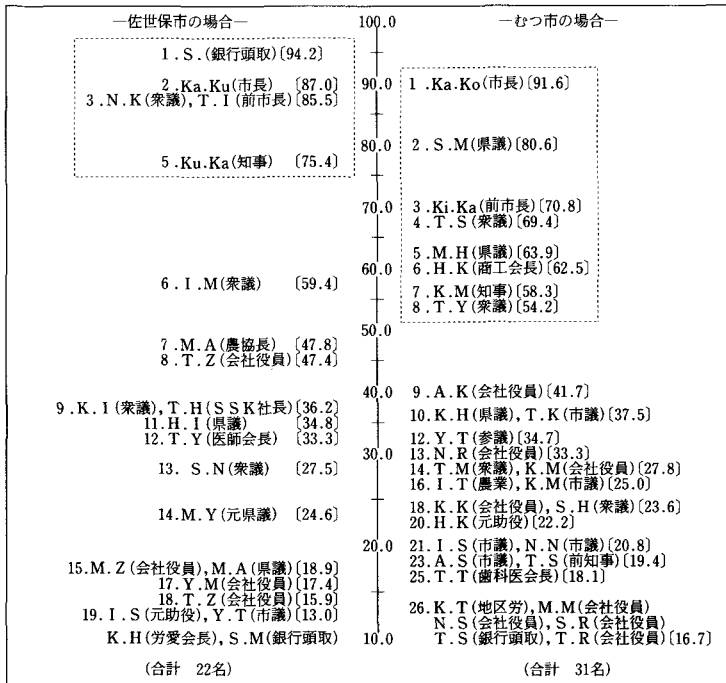 ―佐世保市の場合―
1.S.(銀行頭取)〔94.2〕
2.Ka.Ku(市長)〔87.0〕
3.N.K(衆議),T.I(前市長)〔85.5〕
5.Ku.Ka(知事)〔75.4〕
6.I.M(衆議)〔59.4〕
7.M.A(農協長)〔47.8〕
8.T.Z(会社役員)〔47.4〕
9.K.I(衆議),T.H(SSK社長)〔36.2〕
11.H.I(県議)〔34.8〕
12.T.Y(医師会長)〔33.3〕
13. S.N(衆議)〔27.5〕
14.M.Y(元県議)〔24.6〕
15.M.Z(会社役員),M.A(県議)〔18.9〕
17.Y.M(会社役員)〔17.4〕
18.T.Z(会社役員)〔15.9〕
19.I.S(元助役),Y.T(市議)〔13.0〕
K.H(労愛会長),S.M(銀行頭取)
(合計 22名)
100.0
90.0
80.0
70.0
60.0
50.0
40.0
30.0
20.0
10.0
―むつ市の場合―
1.Ka.Ko(市長)〔91.6〕
2.S.M(県議)〔80.6〕
3.Ki.Ka(前市長)〔70.8〕
4.T.S(衆議)〔69.4〕
5.M.H(県議)〔63.9〕
6.H.K(商工会長)〔62.5〕
7.K.M(知事)〔58.3〕
8.T.Y(衆議)〔54.2〕
9.A.K(会社役員)〔41.7〕
10.K.H(県議),T.K(市議)〔37.5〕
12.Y.T(参議)〔34.7〕
13.N.R(会社役員)〔33.3〕
14.T.M(衆議),K.M(会社役員)〔27.8〕
16.I.T(農業),K.M(市議)〔25.0〕
18.K.K(会社役員),S.H(衆議)〔23.6〕
20.H.K(元助役)〔22.2〕
21.I.S(市議),N.N(市議)〔20.8〕
23.A.S(市議),T.S(前知事)〔19.4〕
25.T.T(歯科医会長)〔18.1〕
26.K.T(地区労),M.M(会社役員)
N.S(会社役員),S.R(会社役員)
T.S(銀行頭取),T.R(会社役員)〔16.7〕
(合計 31名)